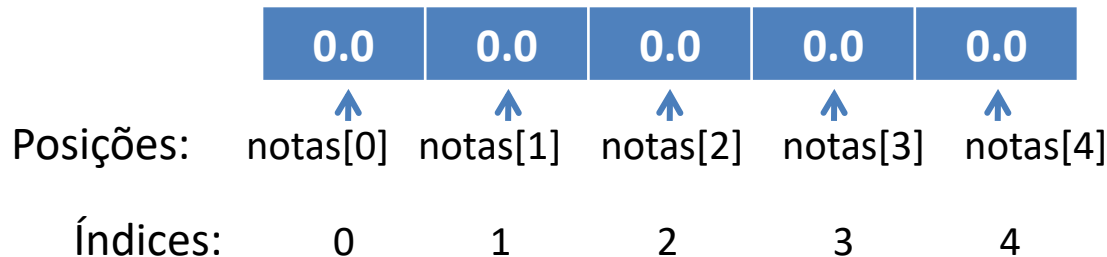 0.0 0.0 0.0 0.0 0.0
Posições: notas[0] notas[1] notas[2] notas[3] notas[4]
Índices: 0 1 2 3 4